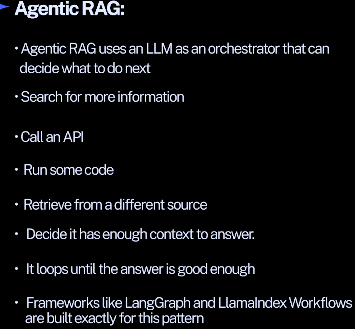 Agentic RAG:
• Agentic RAG uses an LLM as an orchestrator that can
decide what to do next
• Search for more information
• Call an API
• Run some code
• Retrieve from a different source
• Decide it has enough context to answer.
• It loops until the answer is good enough
• Frameworks like LangGraph and LlamaIndex Workflows
are built exactly for this pattern